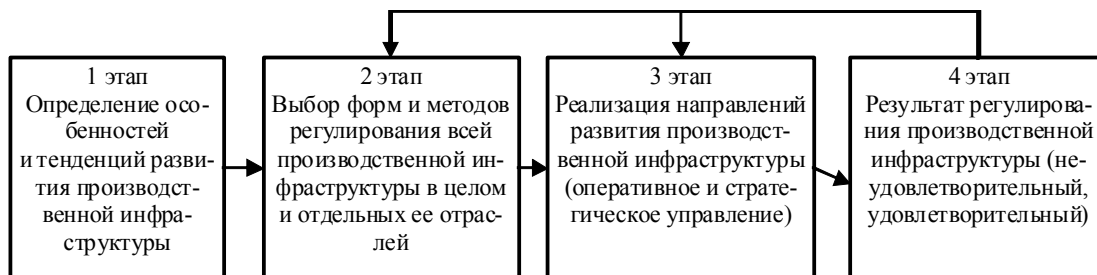 1 этап
Определение осо-
бенностей
и тенденций разви-
тия производст-
венной инфра-
структуры
2 этап
Выбор форм и методов
регулирования всей
производственной ин-
фраструктуры в целом
и отдельных ее отрас-
лей
3 этап
Реализация направлений
развития производст-
венной инфраструктуры
(оперативное и страте-
гическое управление)
4 этап
Результат регулирова-
ния производственной
инфраструктуры (не-
удовлетворительный,
удовлетворительный)